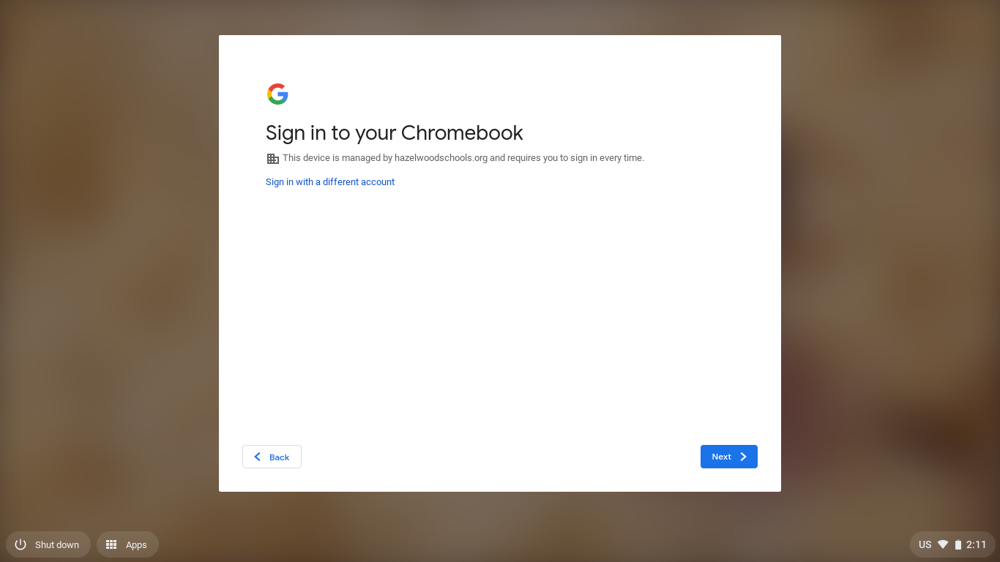 Sign in to your Chromebook
This device is managed by hazelwoodschools.org and requires you to sign in every time.
Sign in with a different account
Back
Next
Shut down
Apps
US
2:11